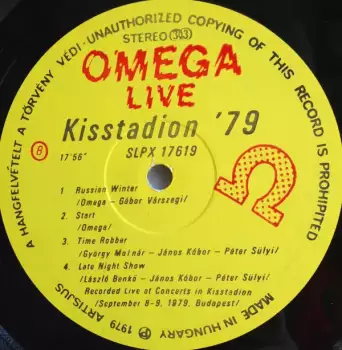 A HANGFELVÉTELT A TÖRVÉNY VÉDI - UNAUTHORIZED COPYING OF THIS RECORD IS PROHIBITED
STEREO 33
OMEGA
LIVE
Kisstadion '79
B
17'56"
SLPX 17619
Ω
1 Russian Winter
/Omega - Gábor Várszegi/
2 Start
/Omega/
3 Time Robber
/György Molnár - János Kóbor - Péter Sülyi/
4 Late Night Show
/László Benkő - János Kóbor - Péter Sülyi/
Recorded Live at Concerts in Kisstadion
/September 8-9, 1979. Budapest/
MADE IN HUNGARY ℗ 1979 ARTISJUS